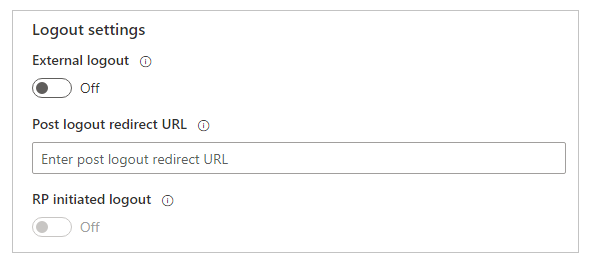 Logout settings
External logout
Off
Post logout redirect URL
Enter post logout redirect URL
RP initiated logout
Off